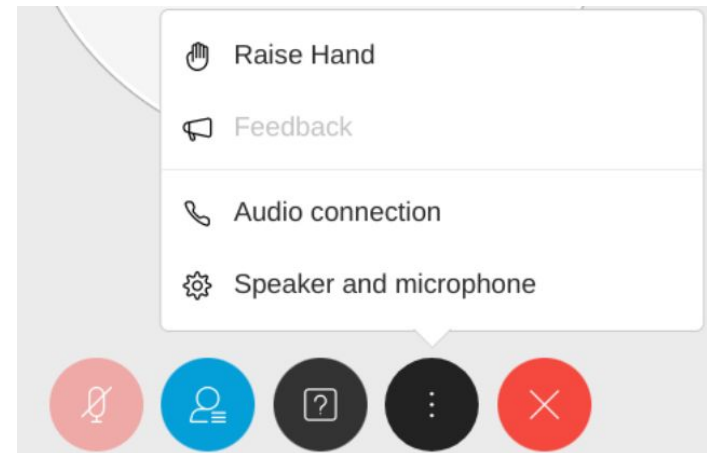 Raise Hand
Feedback
Audio connection
Speaker and microphone
?